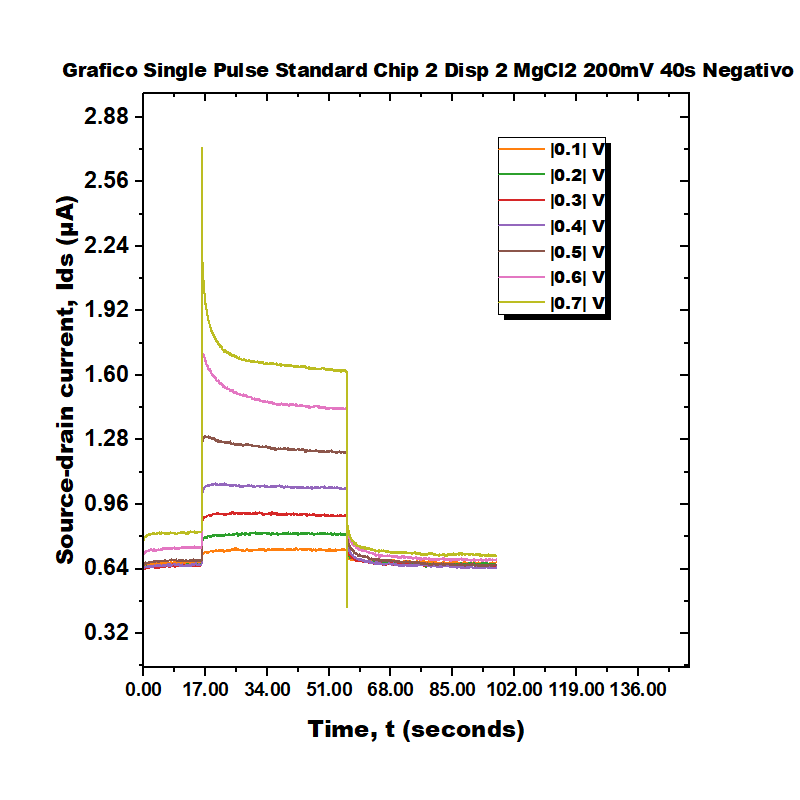 Grafico Single Pulse Standard Chip 2 Disp 2 MgCl2 200mV 40s Negativo
2.88
2.56
2.24
1.92
1.60
1.28
0.96
0.64
0.32
Source-drain current, Ids (μA)
|0.1| V
|0.2| V
|0.3| V
|0.4| V
|0.5| V
|0.6| V
|0.7| V
0.00 17.00 34.00 51.00 68.00 85.00 102.00 119.00 136.00
Time, t (seconds)